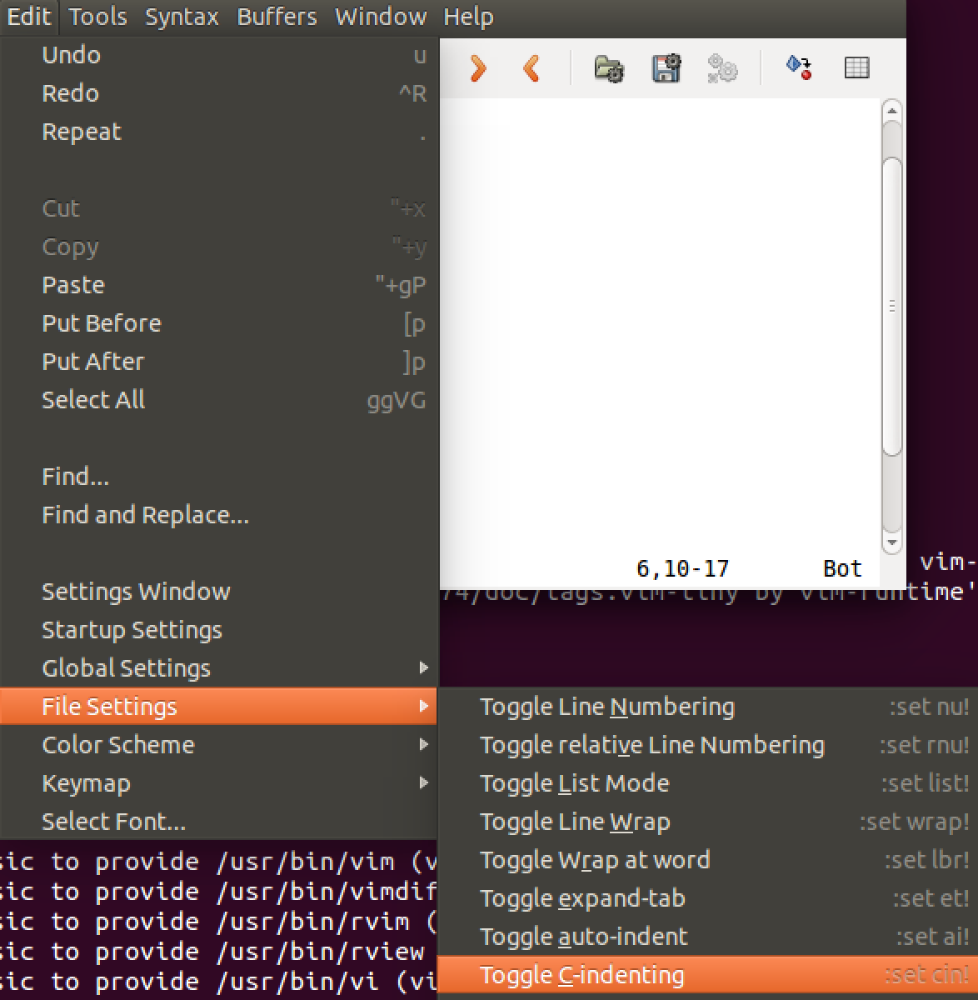 Edit Tools Syntax Buffers Window Help
Undo u
Redo ^R
Repeat .
Cut "+x
Copy "+y
Paste "+gP
Put Before [p
Put After ]p
Select All ggVG
Find...
Find and Replace...
Settings Window
Startup Settings
Global Settings
File Settings
Color Scheme
Keymap
Select Font...
6,10-17 Bot
vim-
74/doc/tags.vim-tiny by vim-runtime'
Toggle Line Numbering :set nu!
Toggle relative Line Numbering :set rnu!
Toggle List Mode :set list!
Toggle Line Wrap :set wrap!
Toggle Wrap at word :set lbr!
Toggle expand-tab :set et!
Toggle auto-indent :set ai!
Toggle C-indenting :set cin!
sic to provide /usr/bin/vim (v
sic to provide /usr/bin/vimdif
sic to provide /usr/bin/rvim (
sic to provide /usr/bin/rview
sic to provide /usr/bin/vi (vi